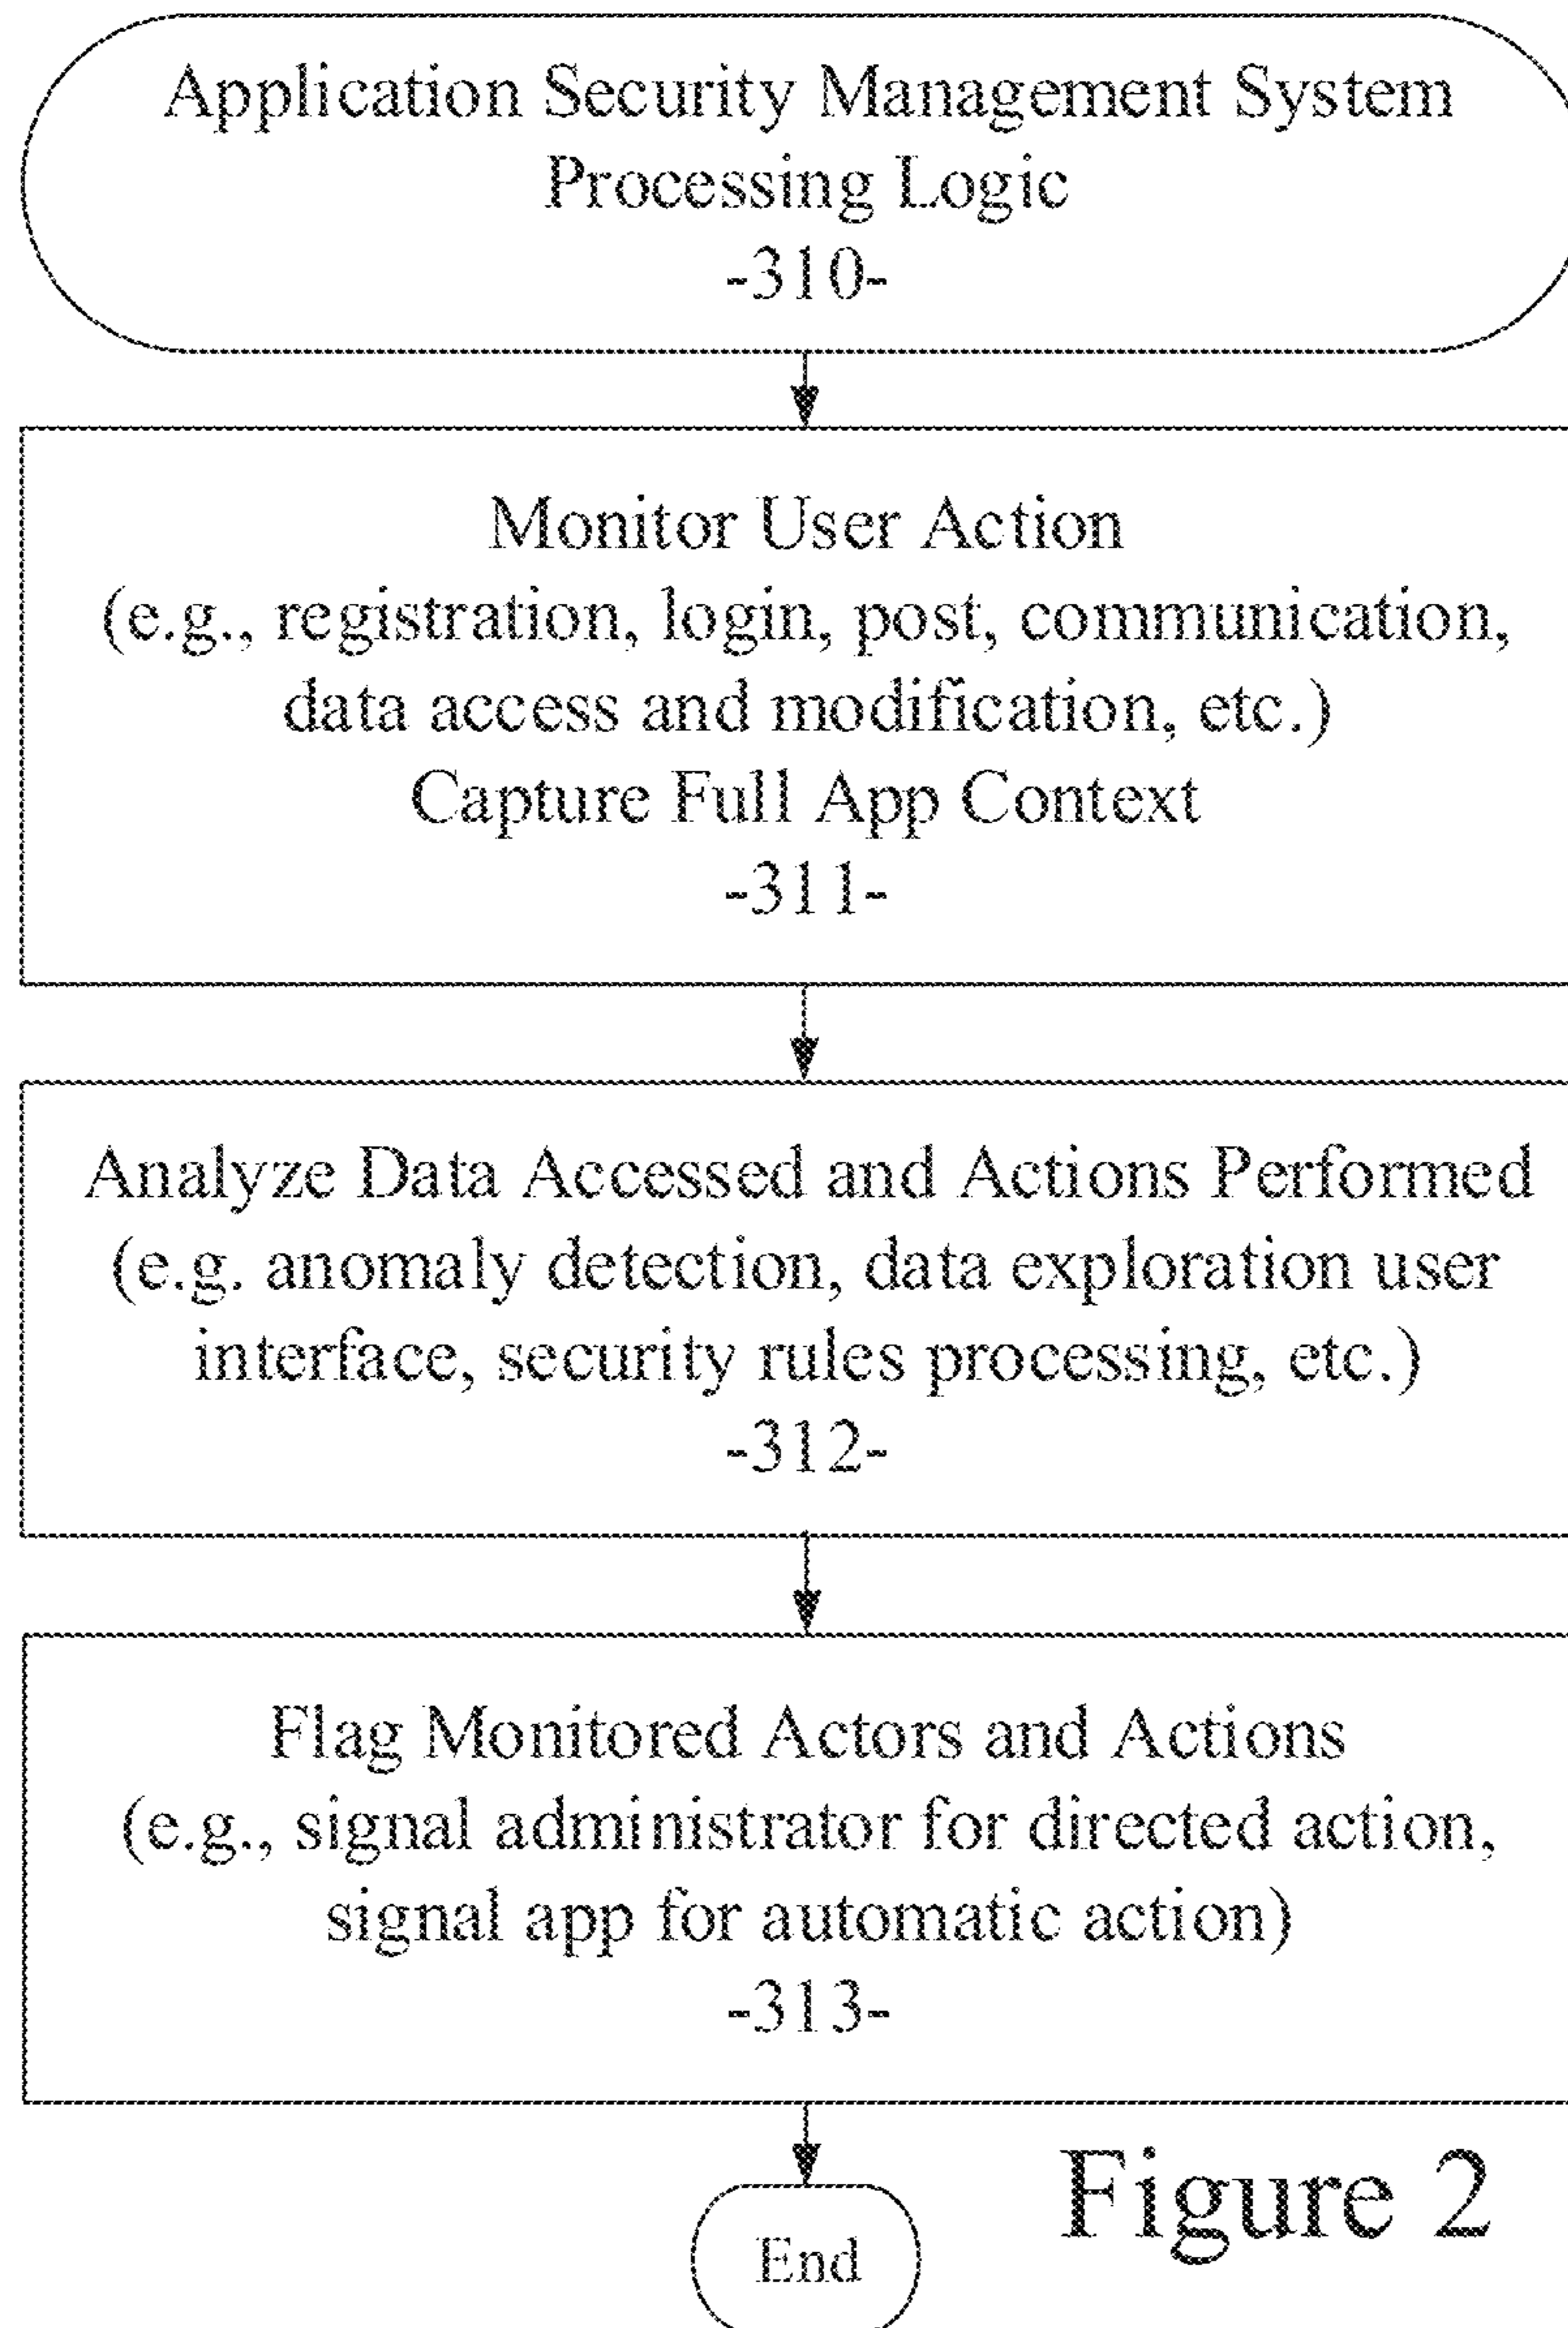 Application Security Management System
Processing Logic
-310-
Monitor User Action
(e.g., registration, login, post, communication,
data access and modification, etc.)
Capture Full App Context
-311-
Analyze Data Accessed and Actions Performed
(e.g. anomaly detection, data exploration user
interface, security rules processing, etc.)
-312-
Flag Monitored Actors and Actions
(e.g., signal administrator for directed action,
signal app for automatic action)
-313-
End
Figure 2